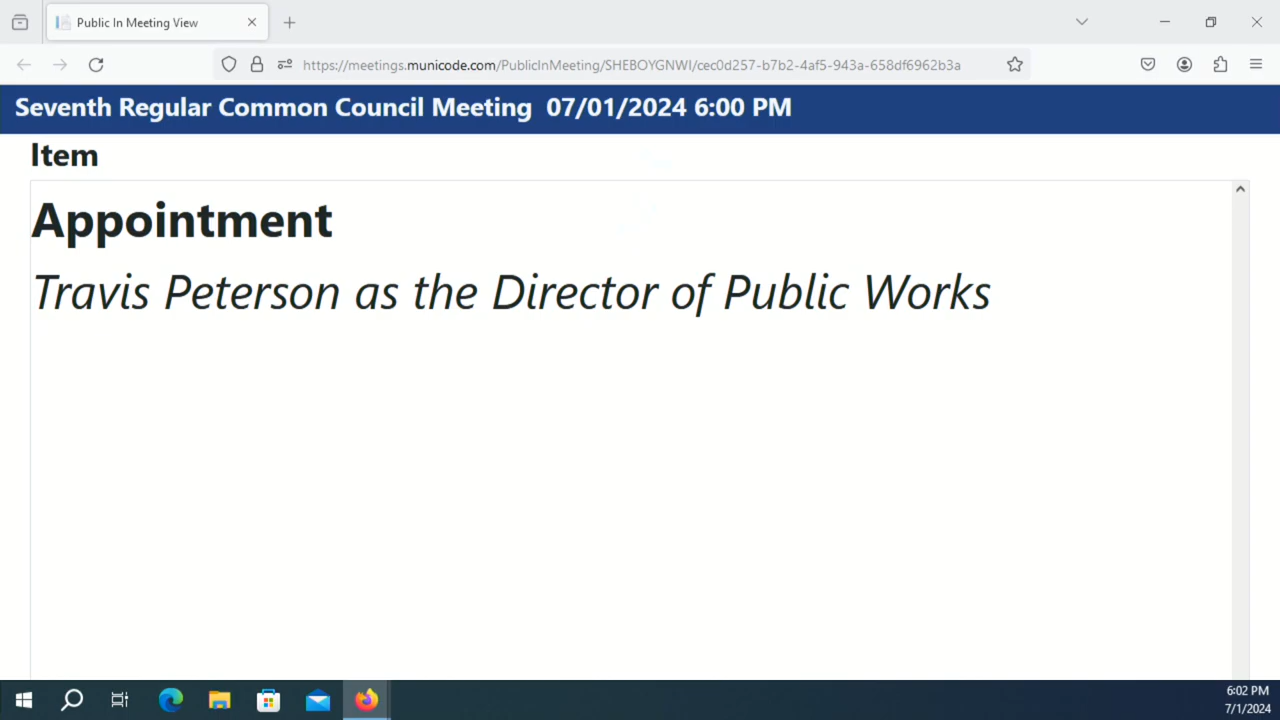 Public In Meeting View
https://meetings.municode.com/PublicInMeeting/SHEBOYGNWI/cec0d257-b7b2-4af5-943a-658df6962b3a
Seventh Regular Common Council Meeting 07/01/2024 6:00 PM
Item
Appointment
Travis Peterson as the Director of Public Works
6:02 PM
7/1/2024